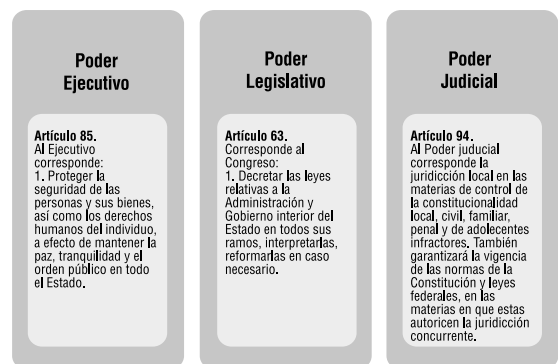 Poder
Ejecutivo
Artículo 85.
Al Ejecutivo
corresponde:
1. Proteger la
seguridad de las
personas y sus bienes,
así como los derechos
humanos del individuo,
a efecto de mantener la
paz, tranquilidad y el
orden público en todo
el Estado.
Poder
Legislativo
Artículo 63.
Corresponde al
Congreso:
1. Decretar las leyes
relativas a la
Administración y
Gobierno interior del
Estado en todos sus
ramos, interpretarlas,
reformarlas en caso
necesario.
Poder
Judicial
Artículo 94.
Al Poder juducial
corresponde la
juridicción local en las
materias de control de
la constitucionalidad
local, civil, familiar,
penal y de adolecentes
infractores. También
garantizará la vigencia
de las normas de la
Constitución y leyes
federales, en las
materias en que estas
autoricen la juridicción
concurrente.